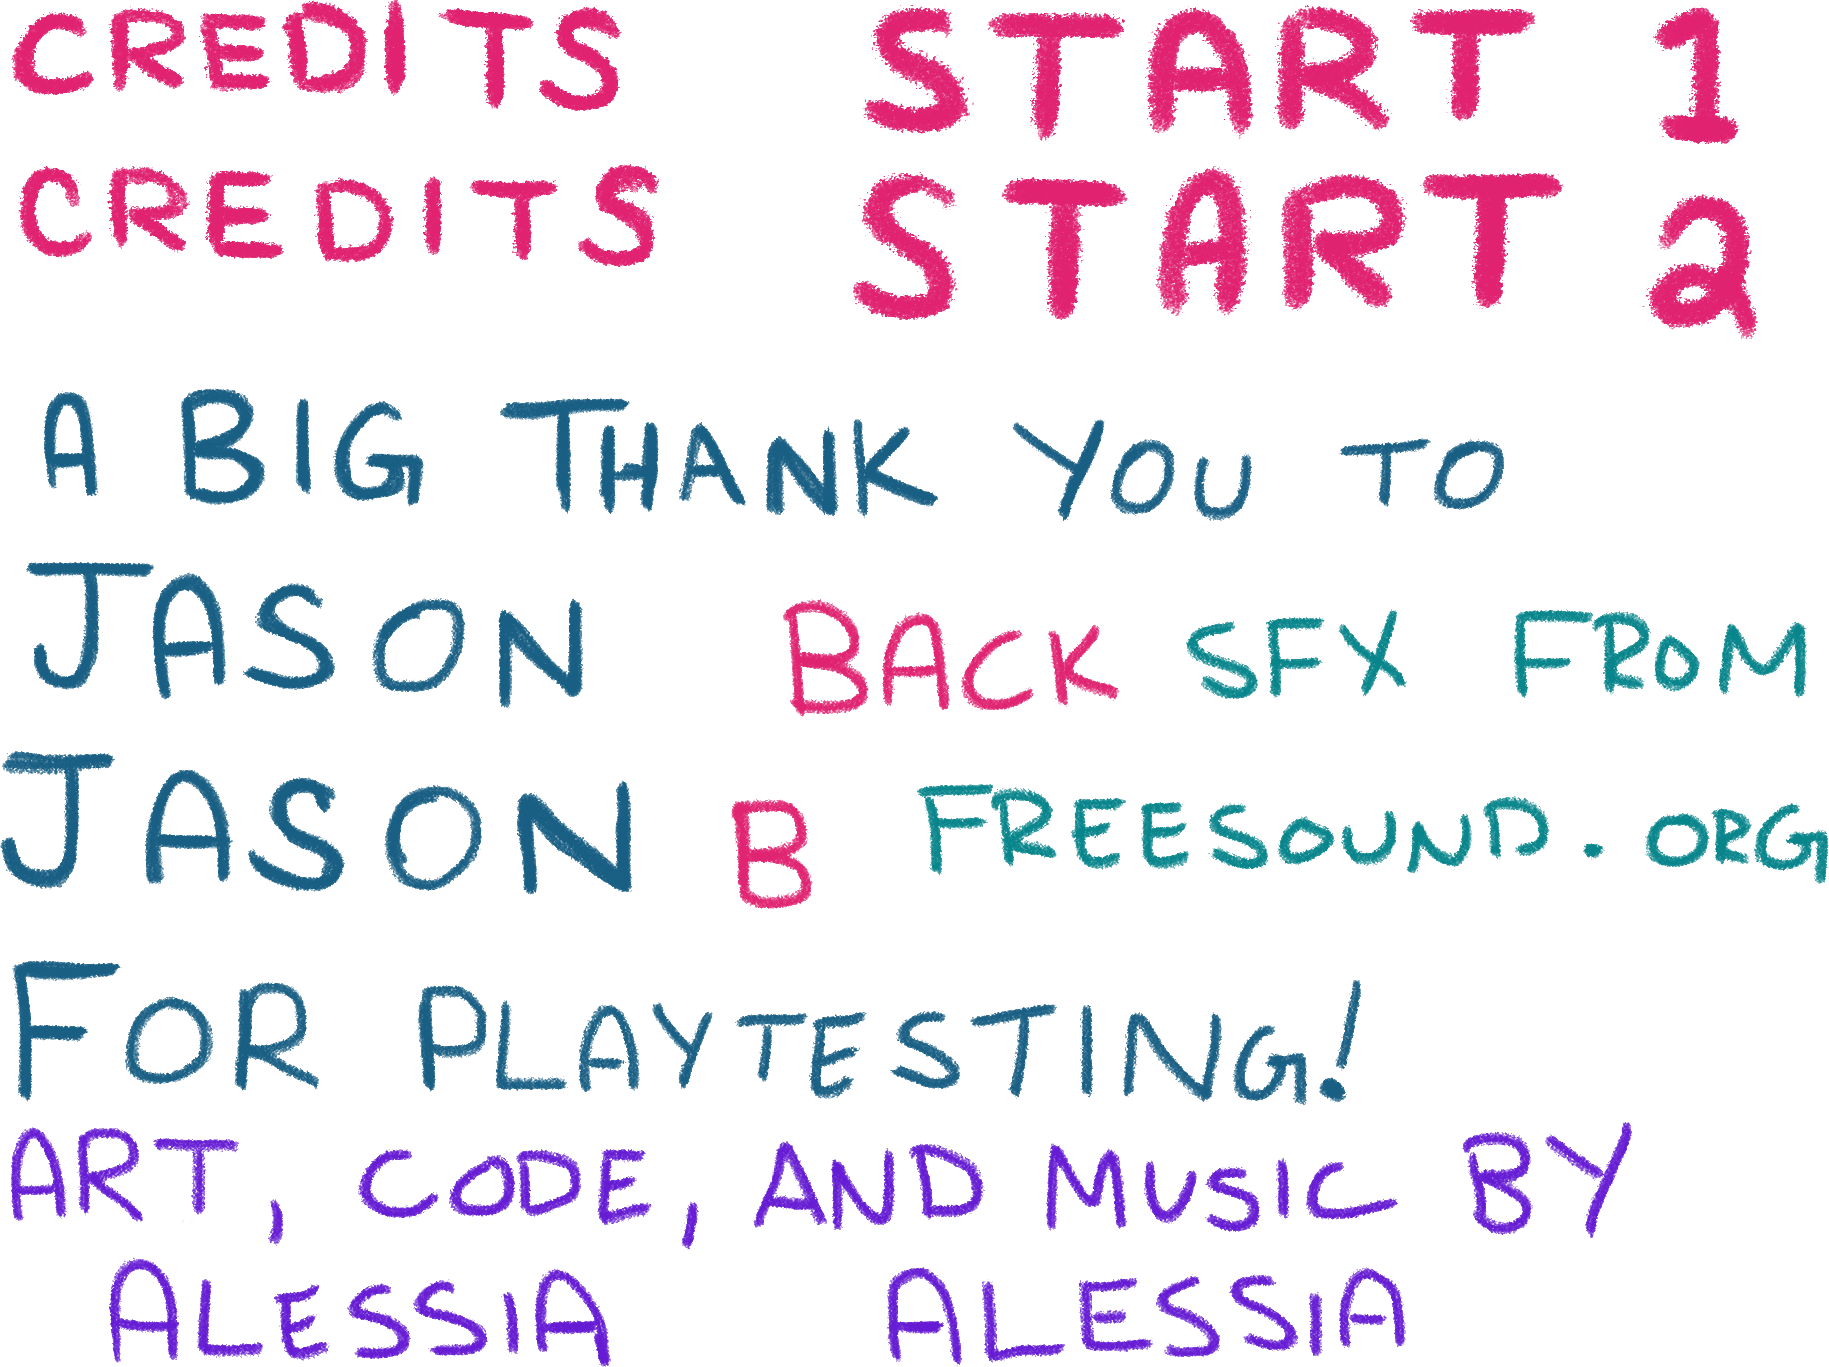 CREDITS START 1
CREDITS START 2
A BIG THANK YOU TO
JASON BACK SFX FROM
JASON B FREESOUND.ORG
FOR PLAYTESTING!
ART, CODE, AND MUSIC BY
ALESSIA ALESSIA